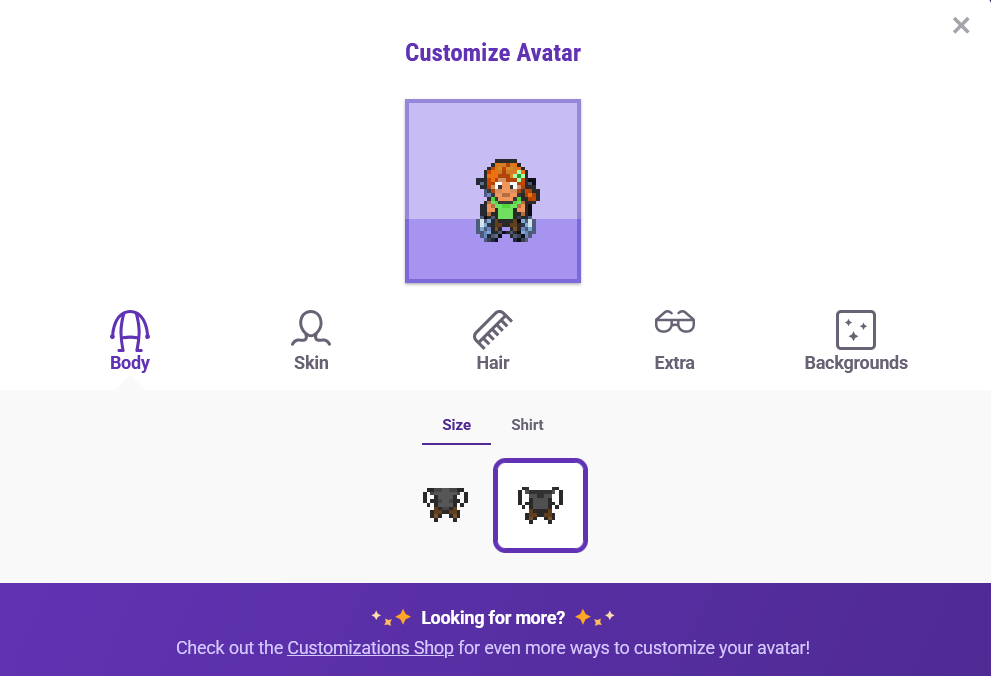 Customize Avatar
Body
Skin
Hair
Extra
Backgrounds
Size
Shirt
Looking for more?
Check out the Customizations Shop for even more ways to customize your avatar!